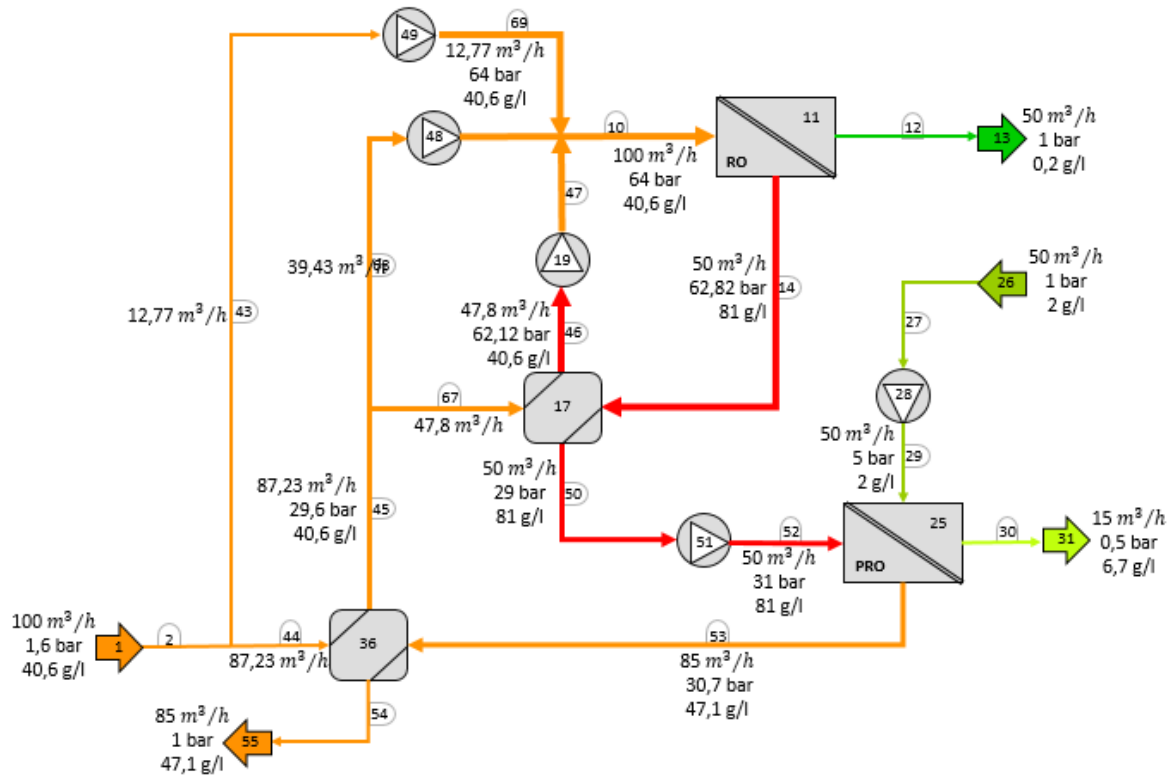 69
49
12,77 m³/h
64 bar
40,6 g/l
48
10
100 m³/h
64 bar
40,6 g/l
11
RO
12
13
50 m³/h
1 bar
0,2 g/l
47
19
39,43 m³/h
12,77 m³/h
43
47,8 m³/h
62,12 bar
40,6 g/l
46
50 m³/h
62,82 bar
81 g/l
14
26
50 m³/h
1 bar
2 g/l
27
28
50 m³/h
5 bar
2 g/l
29
67
47,8 m³/h
17
87,23 m³/h
29,6 bar
40,6 g/l
45
50 m³/h
29 bar
81 g/l
50
51
52
50 m³/h
31 bar
81 g/l
25
PRO
30
31
15 m³/h
0,5 bar
6,7 g/l
100 m³/h
1,6 bar
40,6 g/l
1
2
44
87,23 m³/h
36
53
85 m³/h
30,7 bar
47,1 g/l
54
85 m³/h
1 bar
47,1 g/l
55